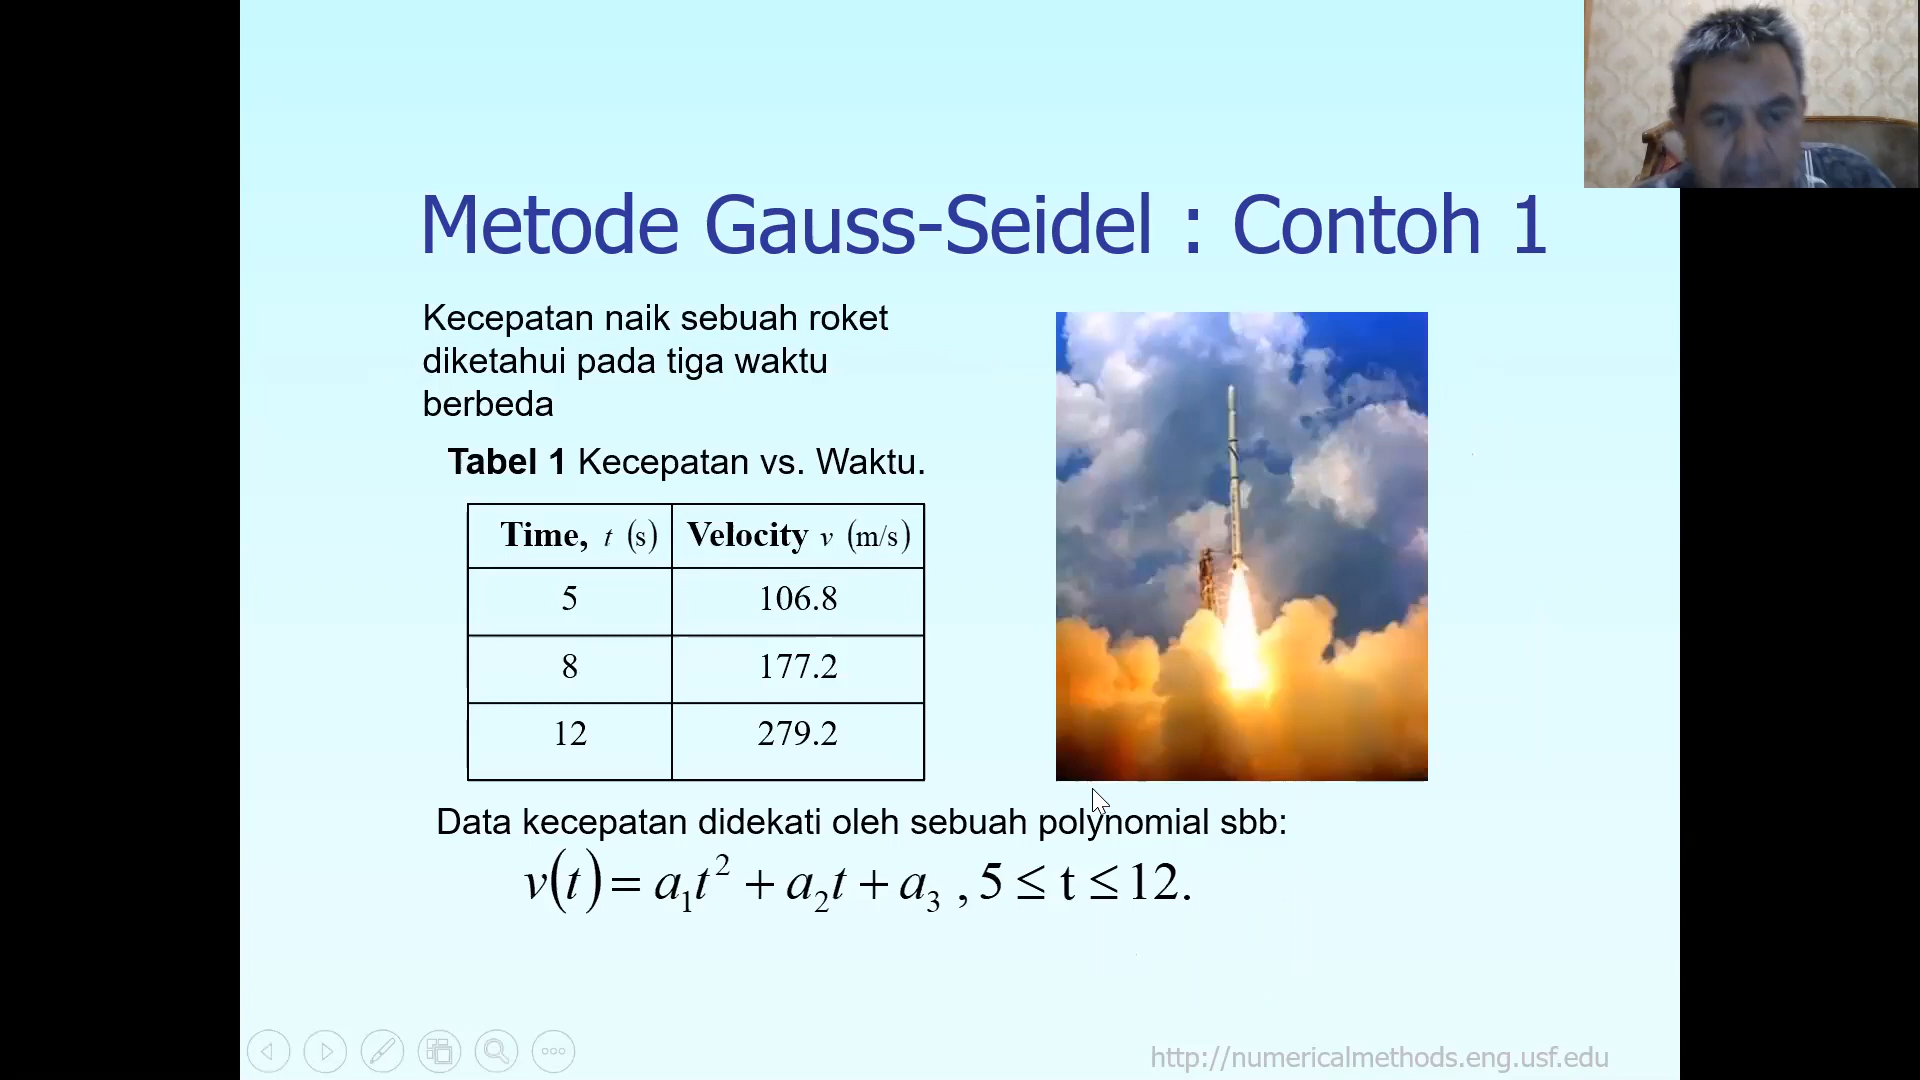 Metode Gauss-Seidel : Contoh 1
Kecepatan naik sebuah roket
diketahui pada tiga waktu
berbeda
Tabel 1 Kecepatan vs. Waktu.
Time, t (s) Velocity v (m/s)
5 106.8
8 177.2
12 279.2
Data kecepatan didekati oleh sebuah polynomial sbb:
v(t) = a₁t² + a₂t + a₃ , 5 ≤ t ≤ 12.
http://numericalmethods.eng.usf.edu